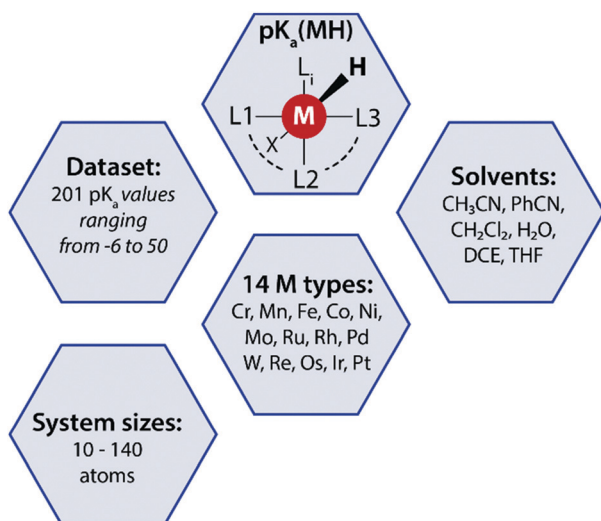 pKₐ(MH)
Lᵢ H
L1 M L3
X
L2
Dataset:
201 pKₐ values
ranging
from -6 to 50
Solvents:
CH₃CN, PhCN,
CH₂Cl₂, H₂O,
DCE, THF
14 M types:
Cr, Mn, Fe, Co, Ni,
Mo, Ru, Rh, Pd
W, Re, Os, Ir, Pt
System sizes:
10 - 140
atoms